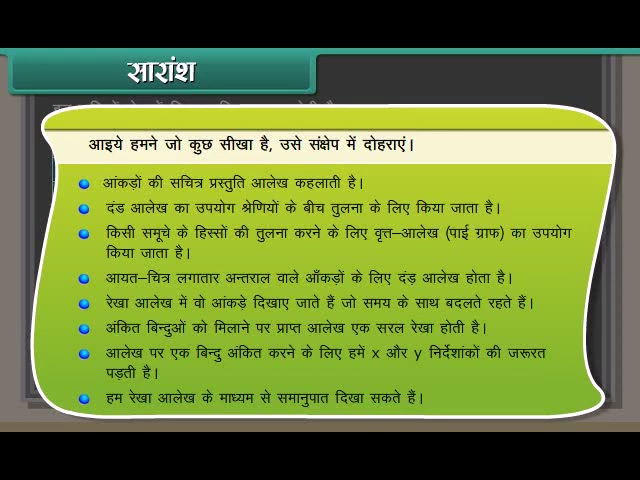 सारांश
आइये हमने जो कुछ सीखा है, उसे संक्षेप में दोहराएं।
आंकड़ों की सचित्र प्रस्तुति आलेख कहलाती है।
दंड आलेख का उपयोग श्रेणियों के बीच तुलना के लिए किया जाता है।
किसी समूचे के हिस्सों की तुलना करने के लिए वृत्त–आलेख (पाई ग्राफ) का उपयोग
किया जाता है।
आयत–चित्र लगातार अन्तराल वाले आँकड़ों के लिए दंड़ आलेख होता है।
रेखा आलेख में वो आंकड़े दिखाए जाते हैं जो समय के साथ बदलते रहते हैं।
अंकित बिन्दुओं को मिलाने पर प्राप्त आलेख एक सरल रेखा होती है।
आलेख पर एक बिन्दु अंकित करने के लिए हमें x और y निर्देशांकों की जरूरत
पड़ती है।
हम रेखा आलेख के माध्यम से समानुपात दिखा सकते हैं।